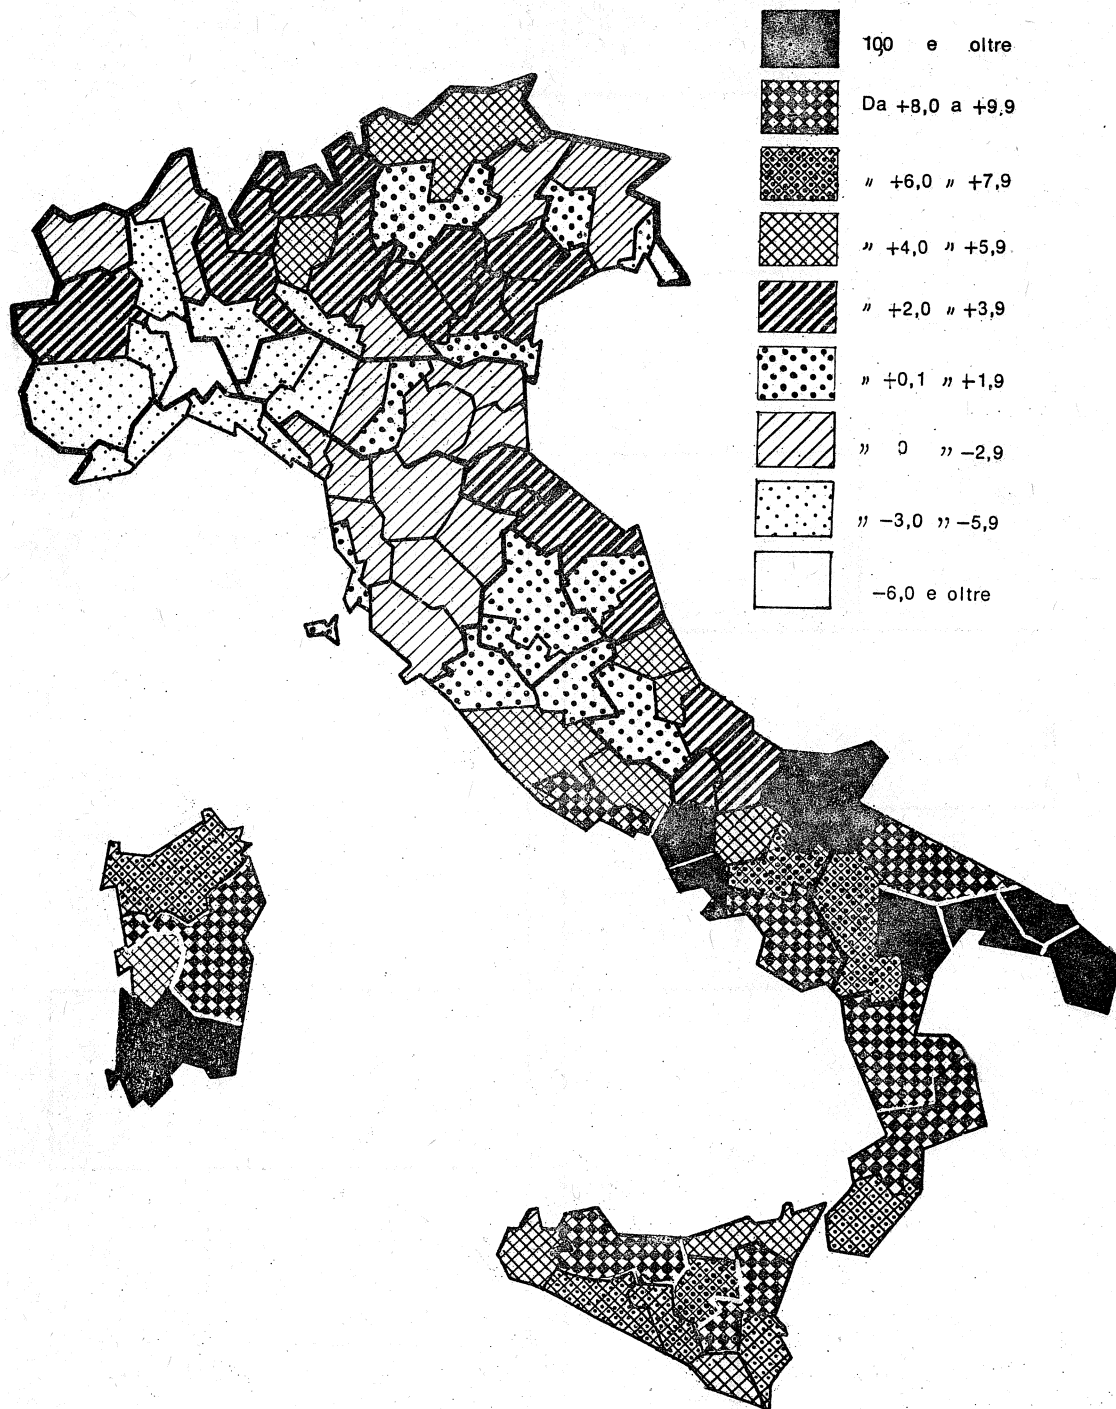 10,0 e oltre
Da +8,0 a +9,9
〃 +6,0 〃 +7,9
〃 +4,0 〃 +5,9
〃 +2,0 〃 +3,9
〃 +0,1 〃 +1,9
〃 0 〃 −2,9
〃 −3,0 〃 −5,9
−6,0 e oltre